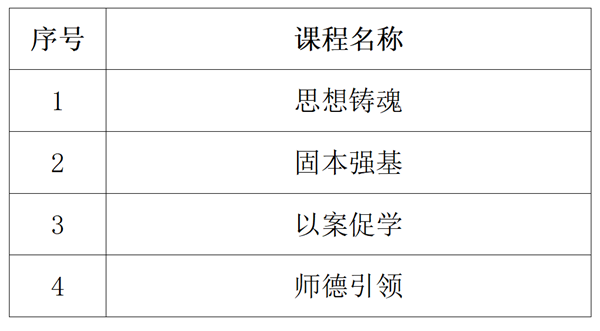 序号 课程名称
1 思想铸魂
2 固本强基
3 以案促学
4 师德引领